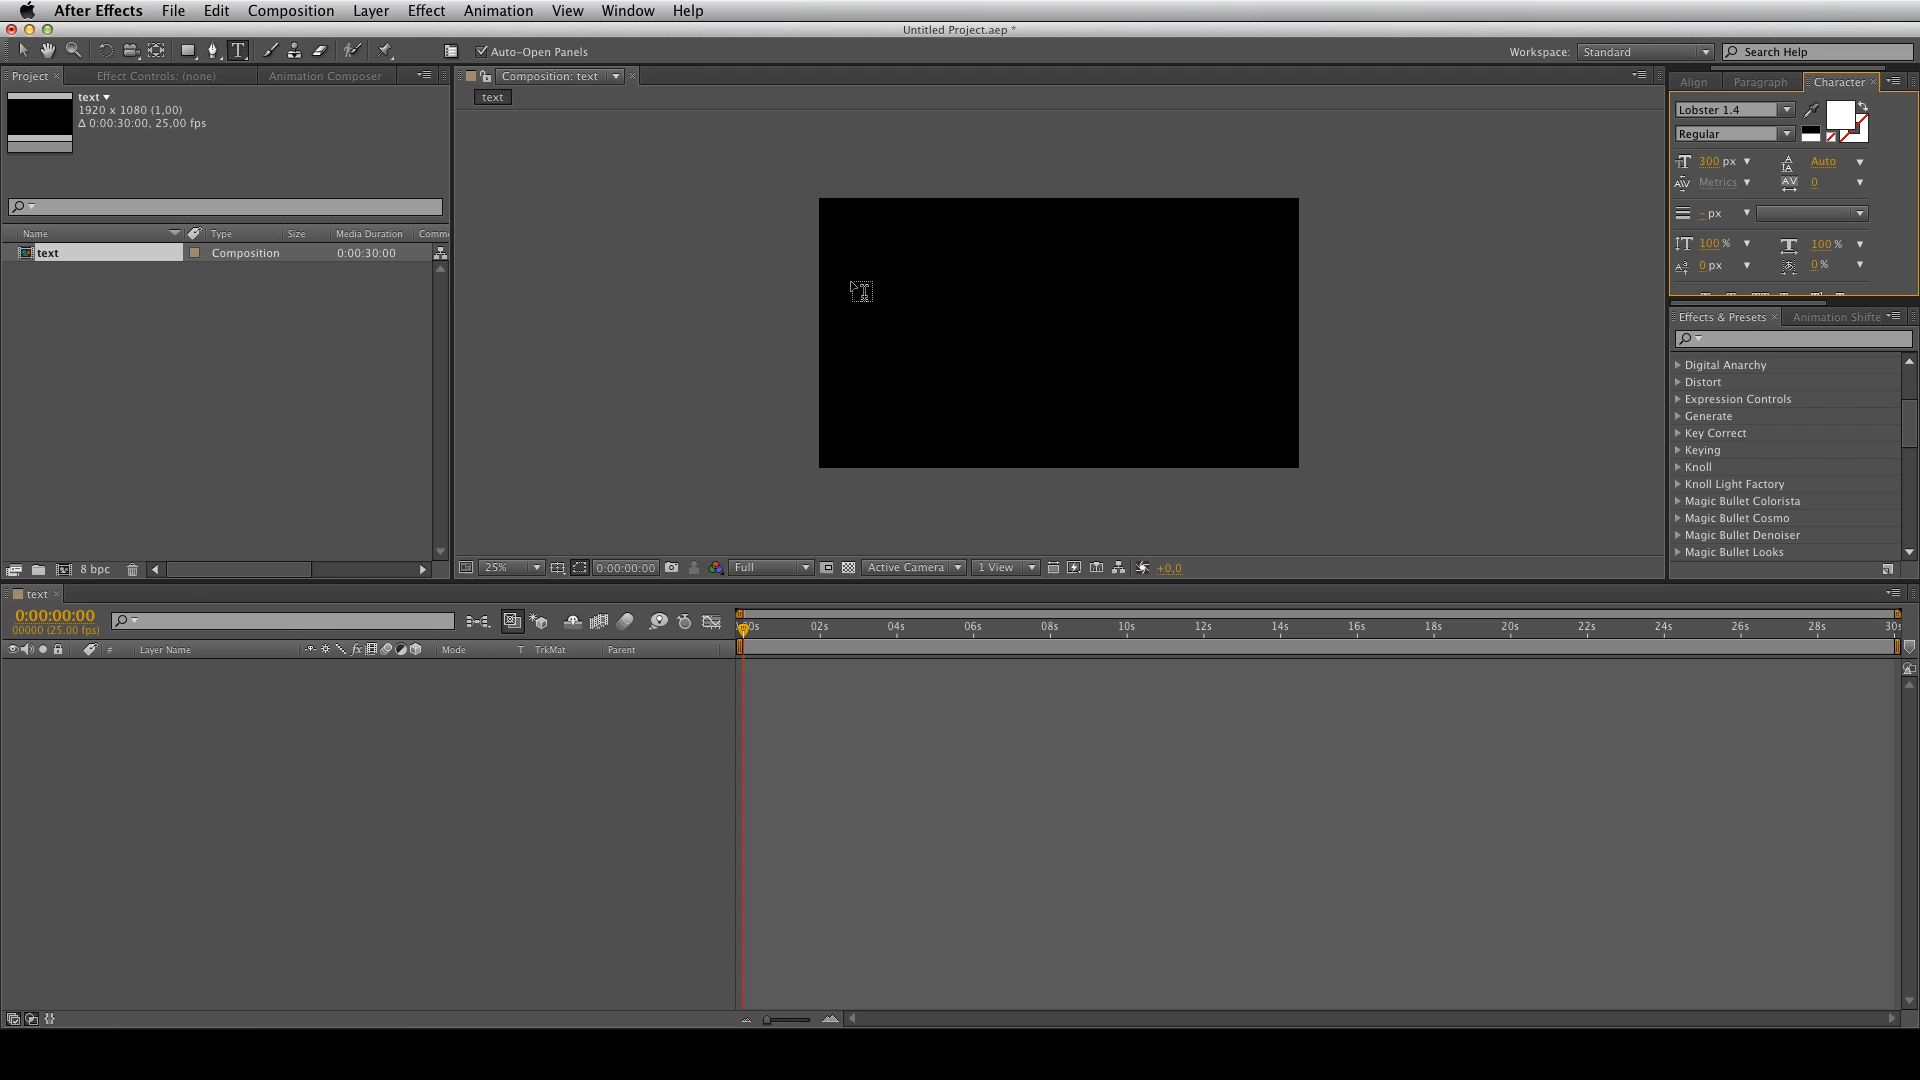 After Effects File Edit Composition Layer Effect Animation View Window Help
Untitled Project.aep *
Auto-Open Panels
Workspace: Standard
Search Help
Project
Effect Controls: (none)
Animation Composer
Composition: text
Align
Paragraph
Character
text
1920 x 1080 (1,00)
Δ 0:00:30:00, 25,00 fps
text
Lobster 1.4
Regular
300 px
Auto
Metrics
0
- px
100 %
100 %
0 px
0 %
Name Type Size Media Duration Comm
text Composition 0:00:30:00
Effects & Presets
Animation Shifte
Digital Anarchy
Distort
Expression Controls
Generate
Key Correct
Keying
Knoll
Knoll Light Factory
Magic Bullet Colorista
Magic Bullet Cosmo
Magic Bullet Denoiser
Magic Bullet Looks
8 bpc
25%
0:00:00:00
Full
Active Camera
1 View
+0,0
text
0:00:00:00
00000 (25.00 fps)
# Layer Name Mode T TrkMat Parent
00s 02s 04s 06s 08s 10s 12s 14s 16s 18s 20s 22s 24s 26s 28s 30s